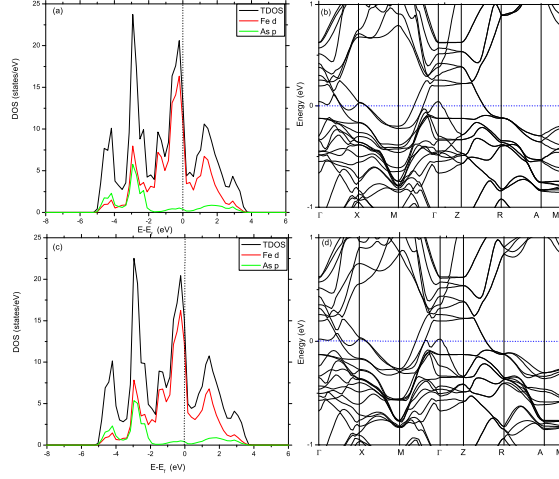 (a)
TDOS
Fe d
As p
DOS (states/eV)
25
20
15
10
5
0
-8 -6 -4 -2 0 2 4 6
E-E_f (eV)
(b)
Energy (eV)
1
0
-1
Γ X M Γ Z R A M
(c)
TDOS
Fe d
As p
DOS (states/eV)
25
20
15
10
5
0
-8 -6 -4 -2 0 2 4 6
E-E_f (eV)
(d)
Energy (eV)
1
0
-1
Γ X M Γ Z R A M